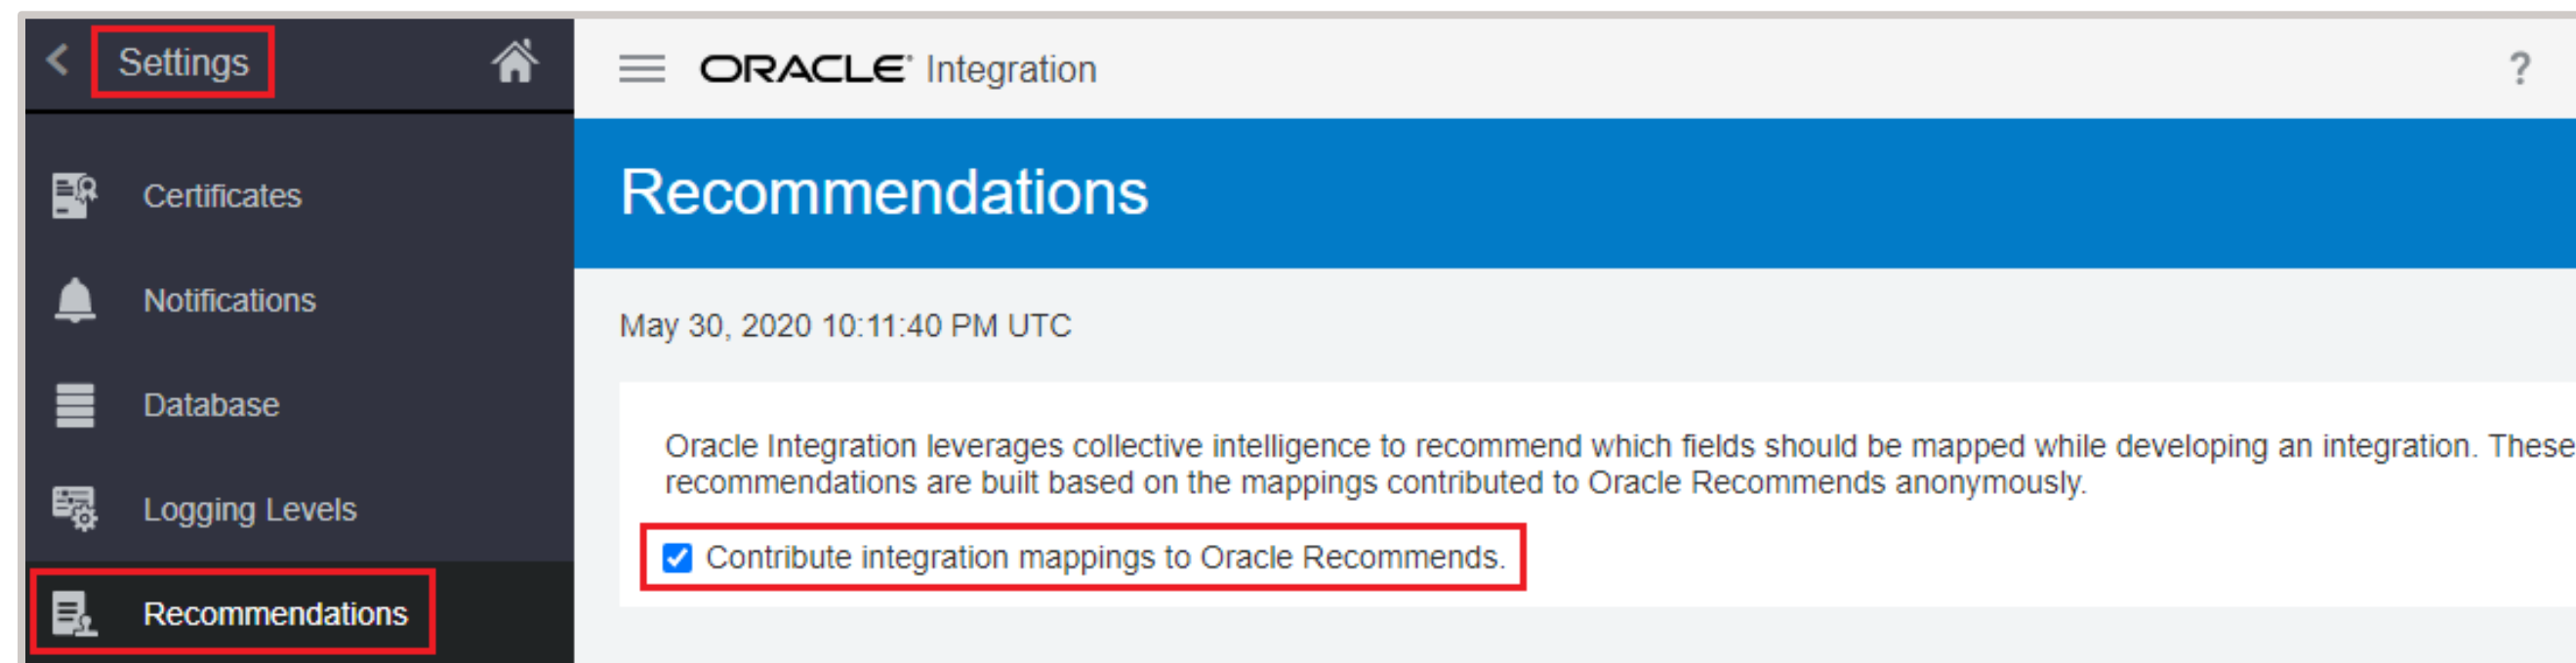 Settings
Certificates
Notifications
Database
Logging Levels
Recommendations
ORACLE Integration
?
Recommendations
May 30, 2020 10:11:40 PM UTC
Oracle Integration leverages collective intelligence to recommend which fields should be mapped while developing an integration. These
recommendations are built based on the mappings contributed to Oracle Recommends anonymously.
Contribute integration mappings to Oracle Recommends.